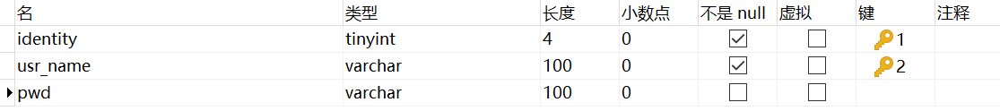 名 类型 长度 小数点 不是 null 虚拟 键 注释
identity tinyint 4 0 1
usr_name varchar 100 0 2
pwd varchar 100 0